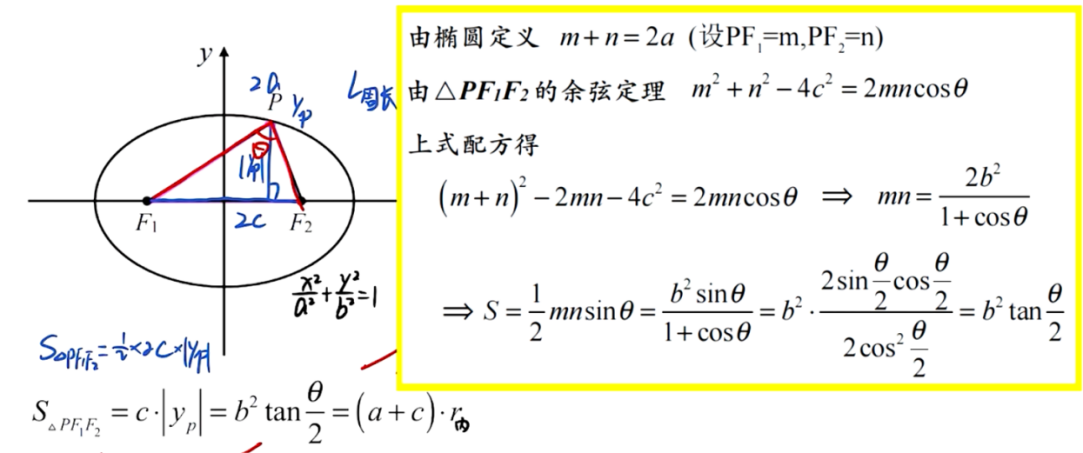 y
2a
P
y_p
L周长
θ
|y_p|
F₁
2c
F₂
x²/a² + y²/b² = 1
S△PF₁F₂ = ½×2c×|y_p|
S△PF₁F₂ = c·|y_p| = b² tan θ/2 = (a+c)·r内
由椭圆定义 m+n=2a (设PF₁=m,PF₂=n)
由△PF₁F₂的余弦定理 m²+n²-4c²=2mncosθ
上式配方得
(m+n)²-2mn-4c²=2mncosθ ⇒ mn=2b²/(1+cosθ)
⇒ S=1/2 mnsinθ=b²sinθ/(1+cosθ)=b²·(2sin θ/2 cos θ/2)/(2cos² θ/2)=b² tan θ/2